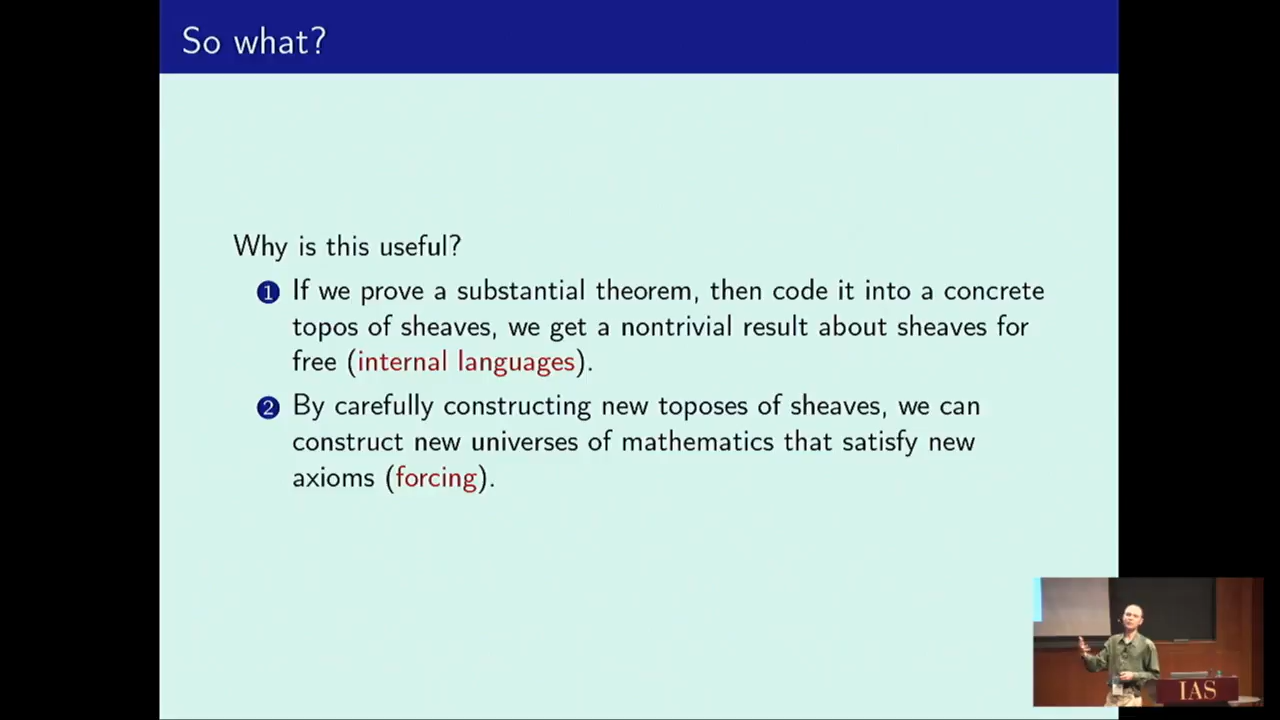 So what?
Why is this useful?
1 If we prove a substantial theorem, then code it into a concrete
topos of sheaves, we get a nontrivial result about sheaves for
free (internal languages).
2 By carefully constructing new toposes of sheaves, we can
construct new universes of mathematics that satisfy new
axioms (forcing).
IAS